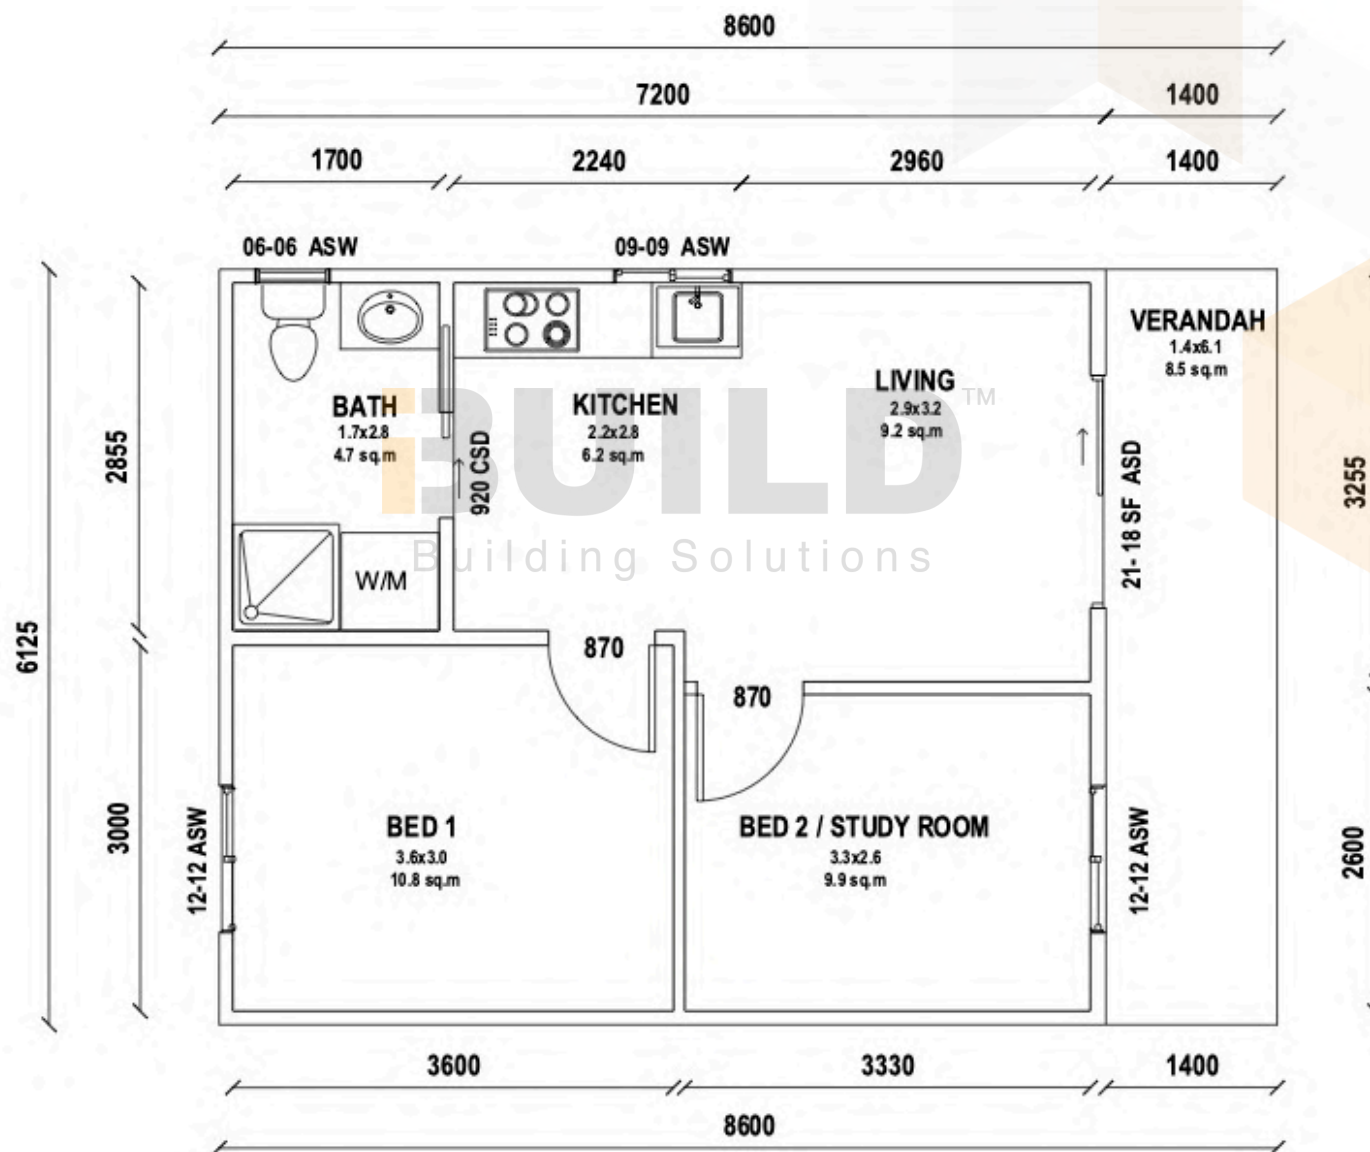 8600
7200
1400
1700
2240
2960
1400
06-06 ASW
09-09 ASW
VERANDAH
1.4x6.1
8.5 sq.m
LIVING
2.9x3.2
9.2 sq.m
BATH
1.7x2.8
4.7 sq.m
KITCHEN
2.2x2.8
6.2 sq.m
iBUILD™
Building Solutions
920 CSD
21- 18 SF ASD
2855
3255
6125
W/M
870
870
3000
12-12 ASW
BED 1
3.6x3.0
10.8 sq.m
BED 2 / STUDY ROOM
3.3x2.6
9.9 sq.m
12-12 ASW
2600
3600
3330
1400
8600